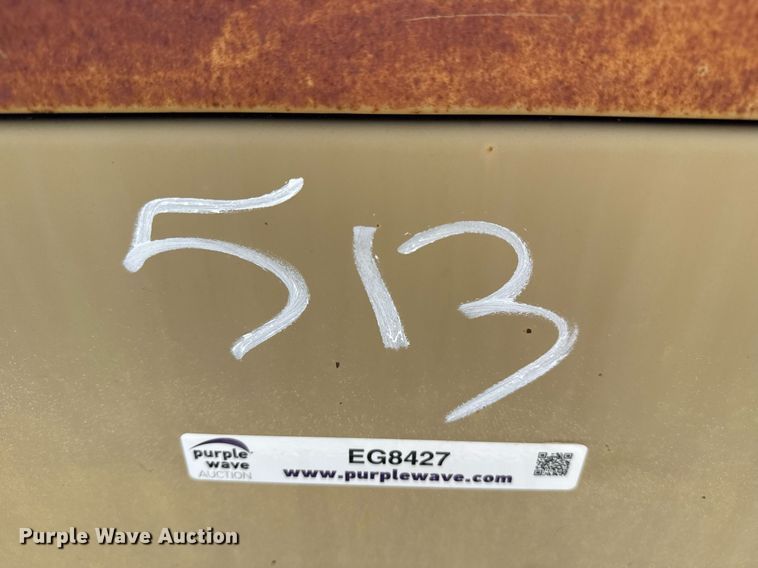 513
purple
wave
AUCTION
EG8427
www.purplewave.com
Purple Wave Auction